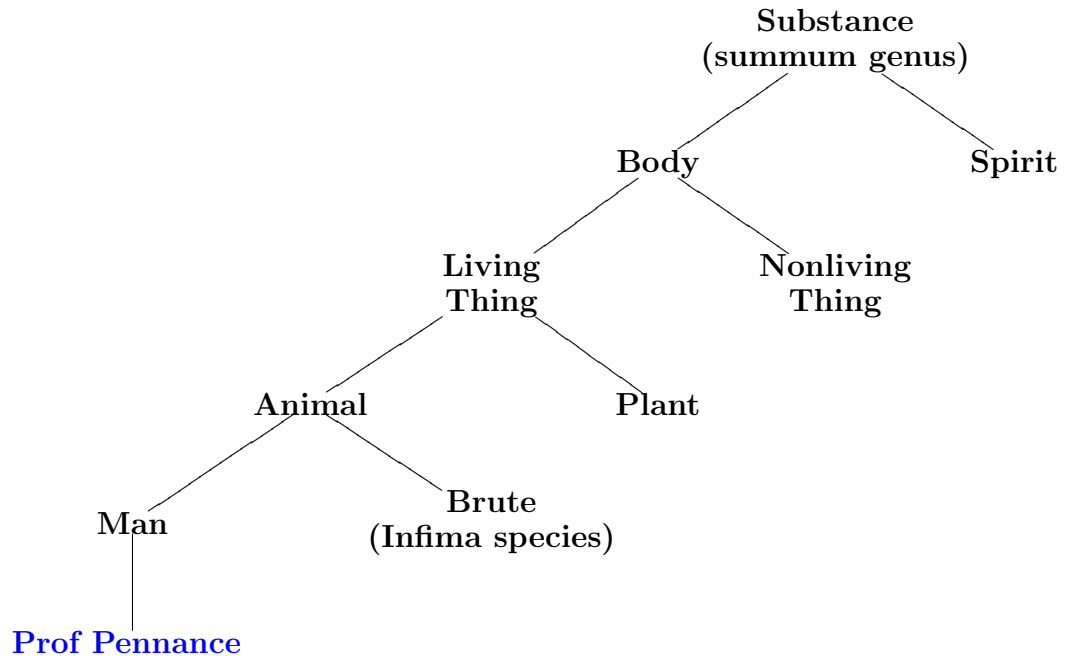 Substance
(summum genus)
Body
Spirit
Living
Thing
Nonliving
Thing
Animal
Plant
Man
Brute
(Infima species)
Prof Pennance